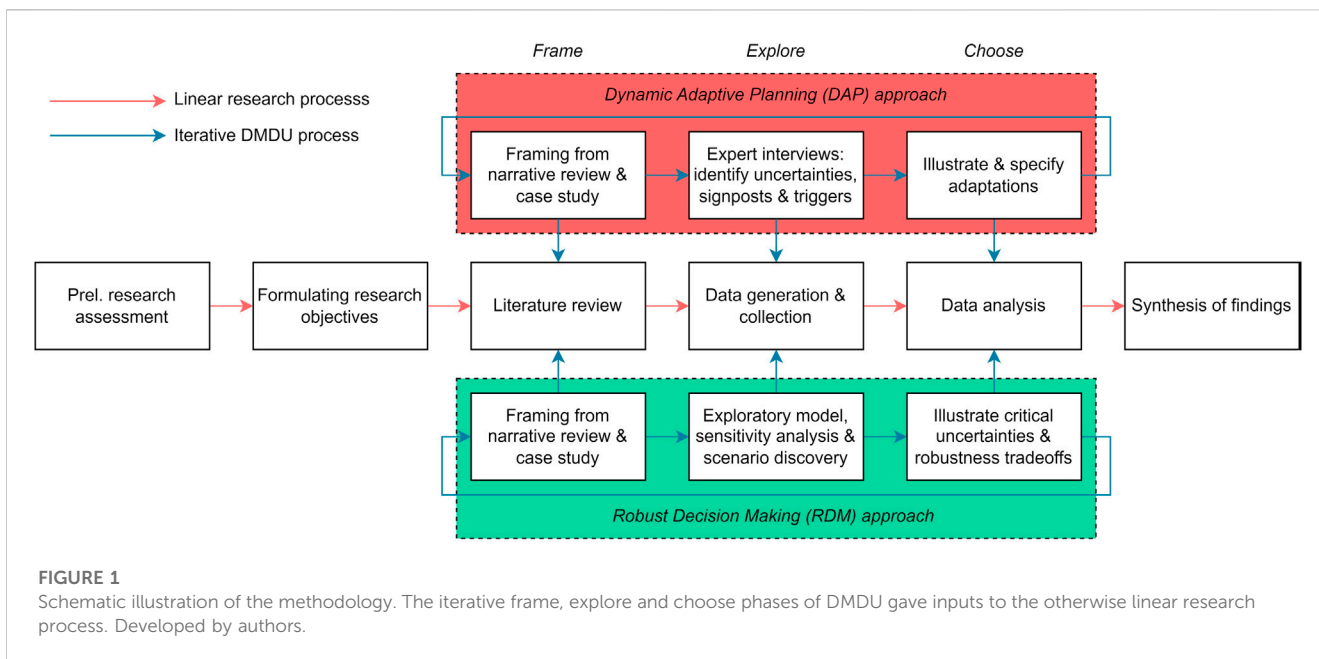 Frame
Explore
Choose
Linear research processs
Iterative DMDU process
Dynamic Adaptive Planning (DAP) approach
Framing from
narrative review &
case study
Expert interviews:
identify uncertainties,
signposts & triggers
Illustrate & specify
adaptations
Prel. research
assessment
Formulating research
objectives
Literature review
Data generation &
collection
Data analysis
Synthesis of findings
Framing from
narrative review &
case study
Exploratory model,
sensitivity analysis &
scenario discovery
Illustrate critical
uncertainties &
robustness tradeoffs
Robust Decision Making (RDM) approach
FIGURE 1
Schematic illustration of the methodology. The iterative frame, explore and choose phases of DMDU gave inputs to the otherwise linear research
process. Developed by authors.